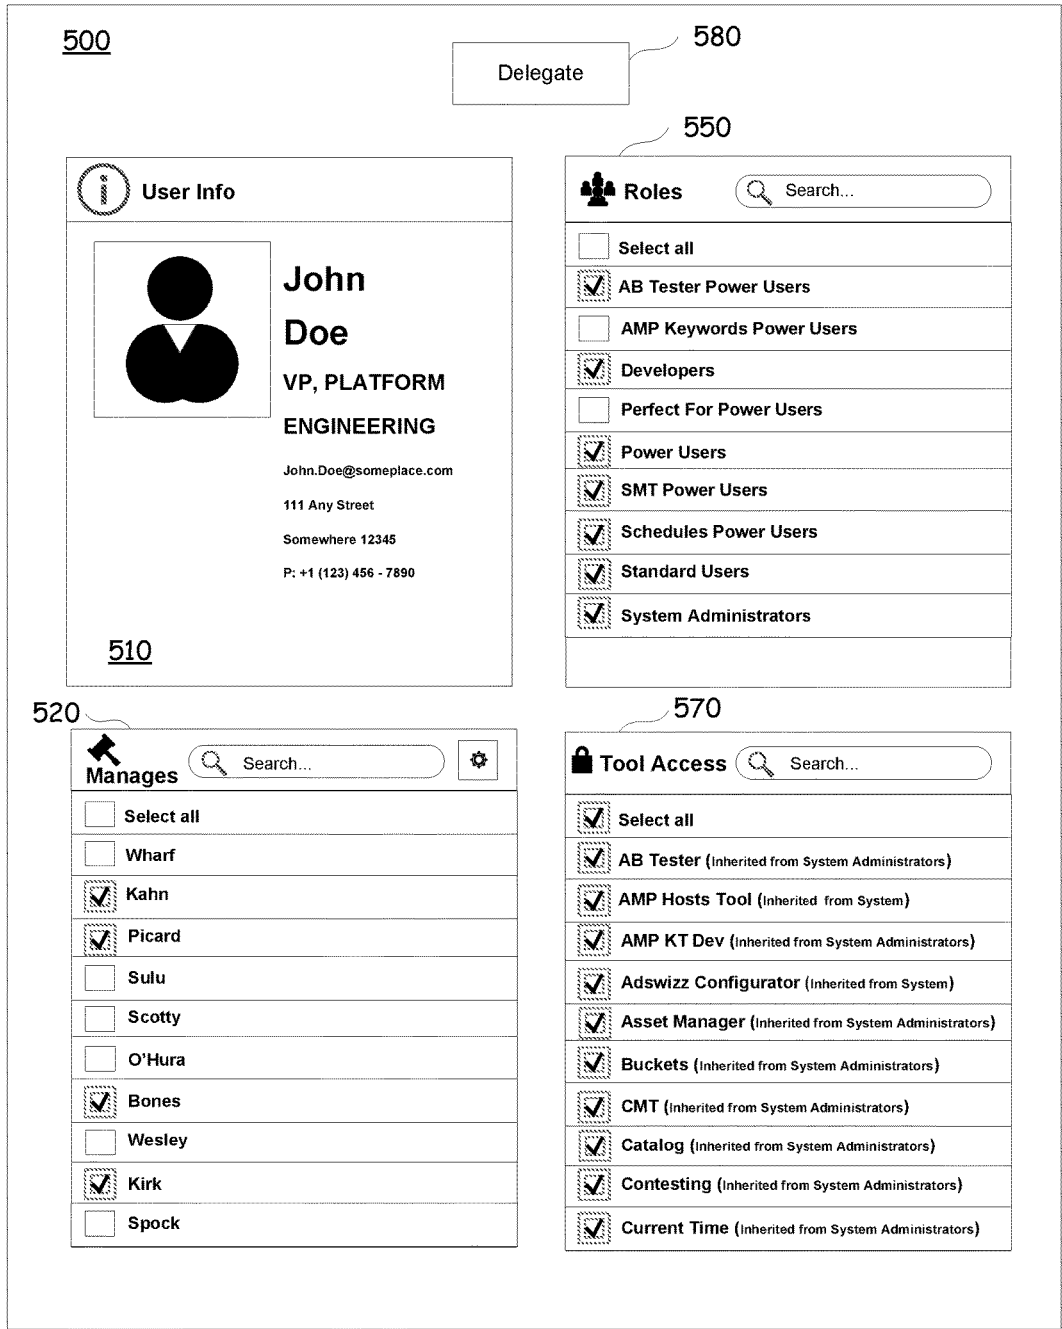 500
580
Delegate
550
User Info
Roles
Search...
John
Doe
VP, PLATFORM
ENGINEERING
John.Doe@someplace.com
111 Any Street
Somewhere 12345
P: +1 (123) 456 - 7890
510
Select all
AB Tester Power Users
AMP Keywords Power Users
Developers
Perfect For Power Users
Power Users
SMT Power Users
Schedules Power Users
Standard Users
System Administrators
520
Manages
Search...
Select all
Wharf
Kahn
Picard
Sulu
Scotty
O'Hura
Bones
Wesley
Kirk
Spock
570
Tool Access
Search...
Select all
AB Tester (Inherited from System Administrators)
AMP Hosts Tool (Inherited from System)
AMP KT Dev (Inherited from System Administrators)
Adswizz Configurator (Inherited from System)
Asset Manager (Inherited from System Administrators)
Buckets (Inherited from System Administrators)
CMT (Inherited from System Administrators)
Catalog (Inherited from System Administrators)
Contesting (Inherited from System Administrators)
Current Time (Inherited from System Administrators)